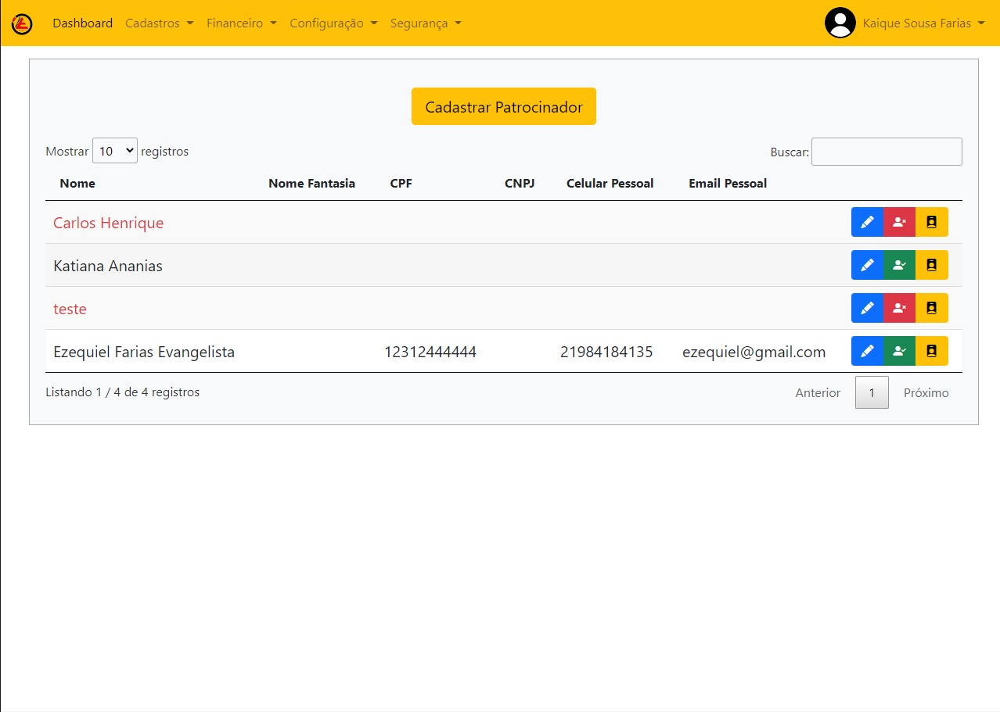 Dashboard Cadastros Financeiro Configuração Segurança Kaique Sousa Farias
Cadastrar Patrocinador
Mostrar 10 registros Buscar:
Nome Nome Fantasia CPF CNPJ Celular Pessoal Email Pessoal
Carlos Henrique
Katiana Ananias
teste
Ezequiel Farias Evangelista 12312444444 21984184135 ezequiel@gmail.com
Listando 1 / 4 de 4 registros Anterior 1 Próximo